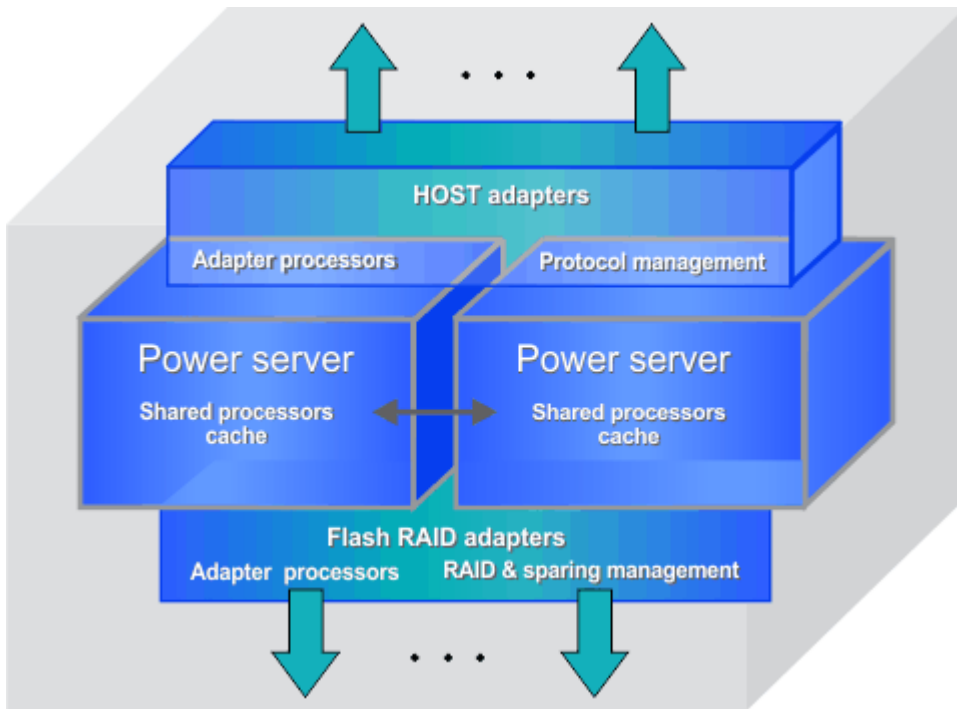 HOST adapters
Adapter processors
Protocol management
Power server
Shared processors
cache
Power server
Shared processors
cache
Flash RAID adapters
Adapter processors
RAID & sparing management